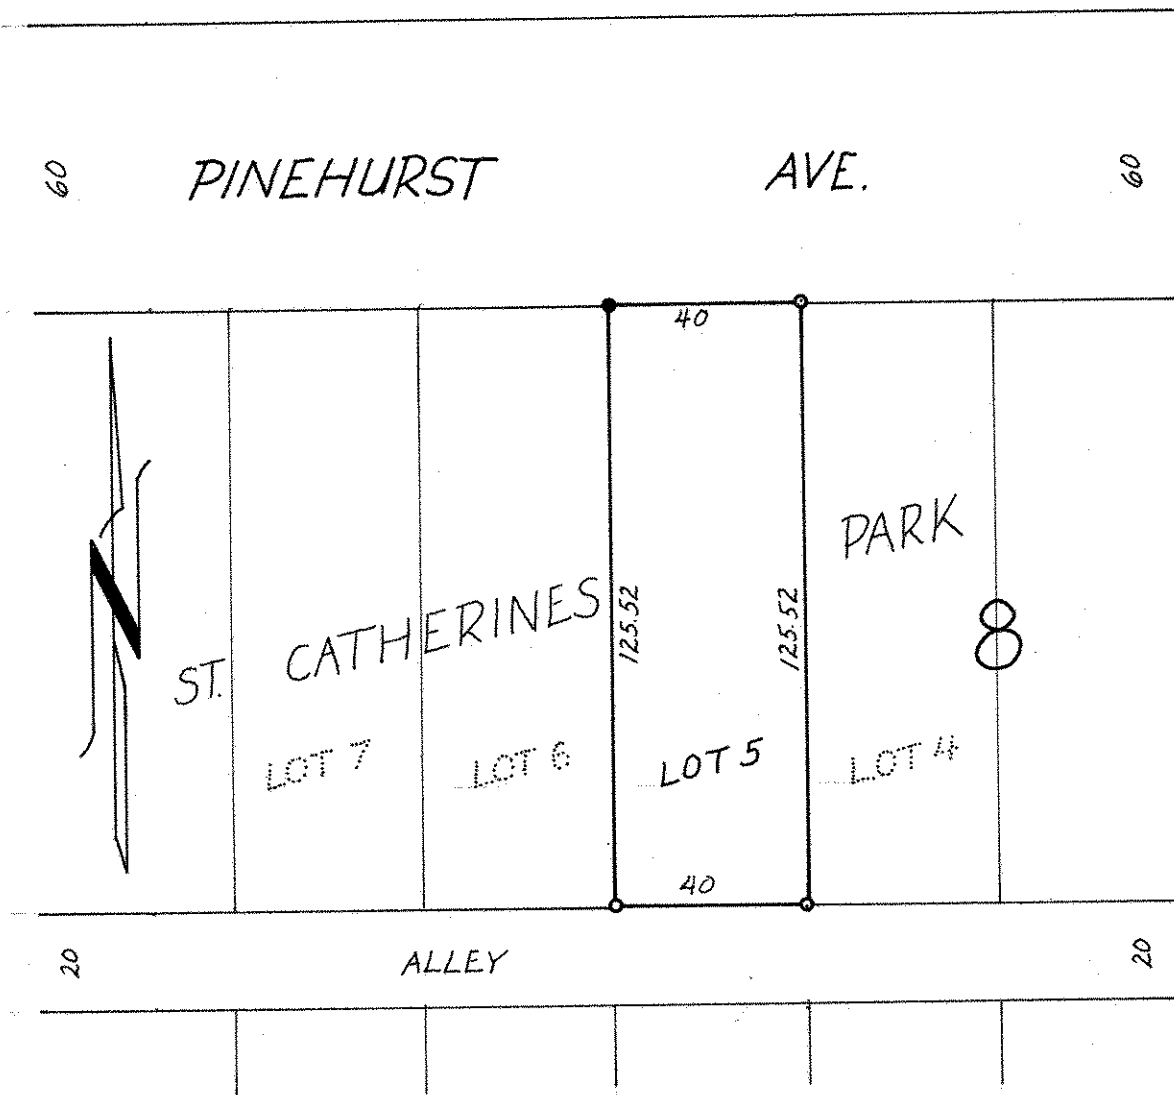 60 PINEHURST AVE. 60
40
PARK
125.52 125.52
ST. CATHERINES
8
LOT 7 LOT 6 LOT 5 LOT 4
40
20 ALLEY 20
N